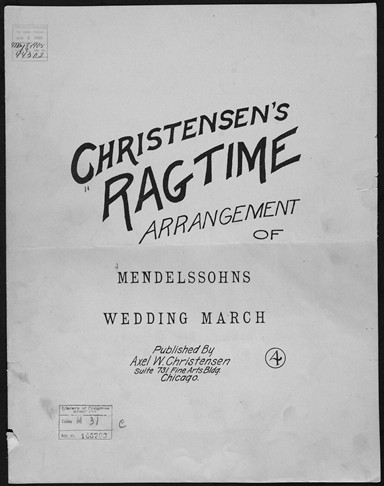 CHRISTENSEN'S
"RAGTIME
ARRANGEMENT
OF
MENDELSSOHNS
WEDDING MARCH
Published By
Axel W. Christensen
Suite 731 Fine Arts Bldg.
Chicago.
4
Library of Congress
Class M 31
C